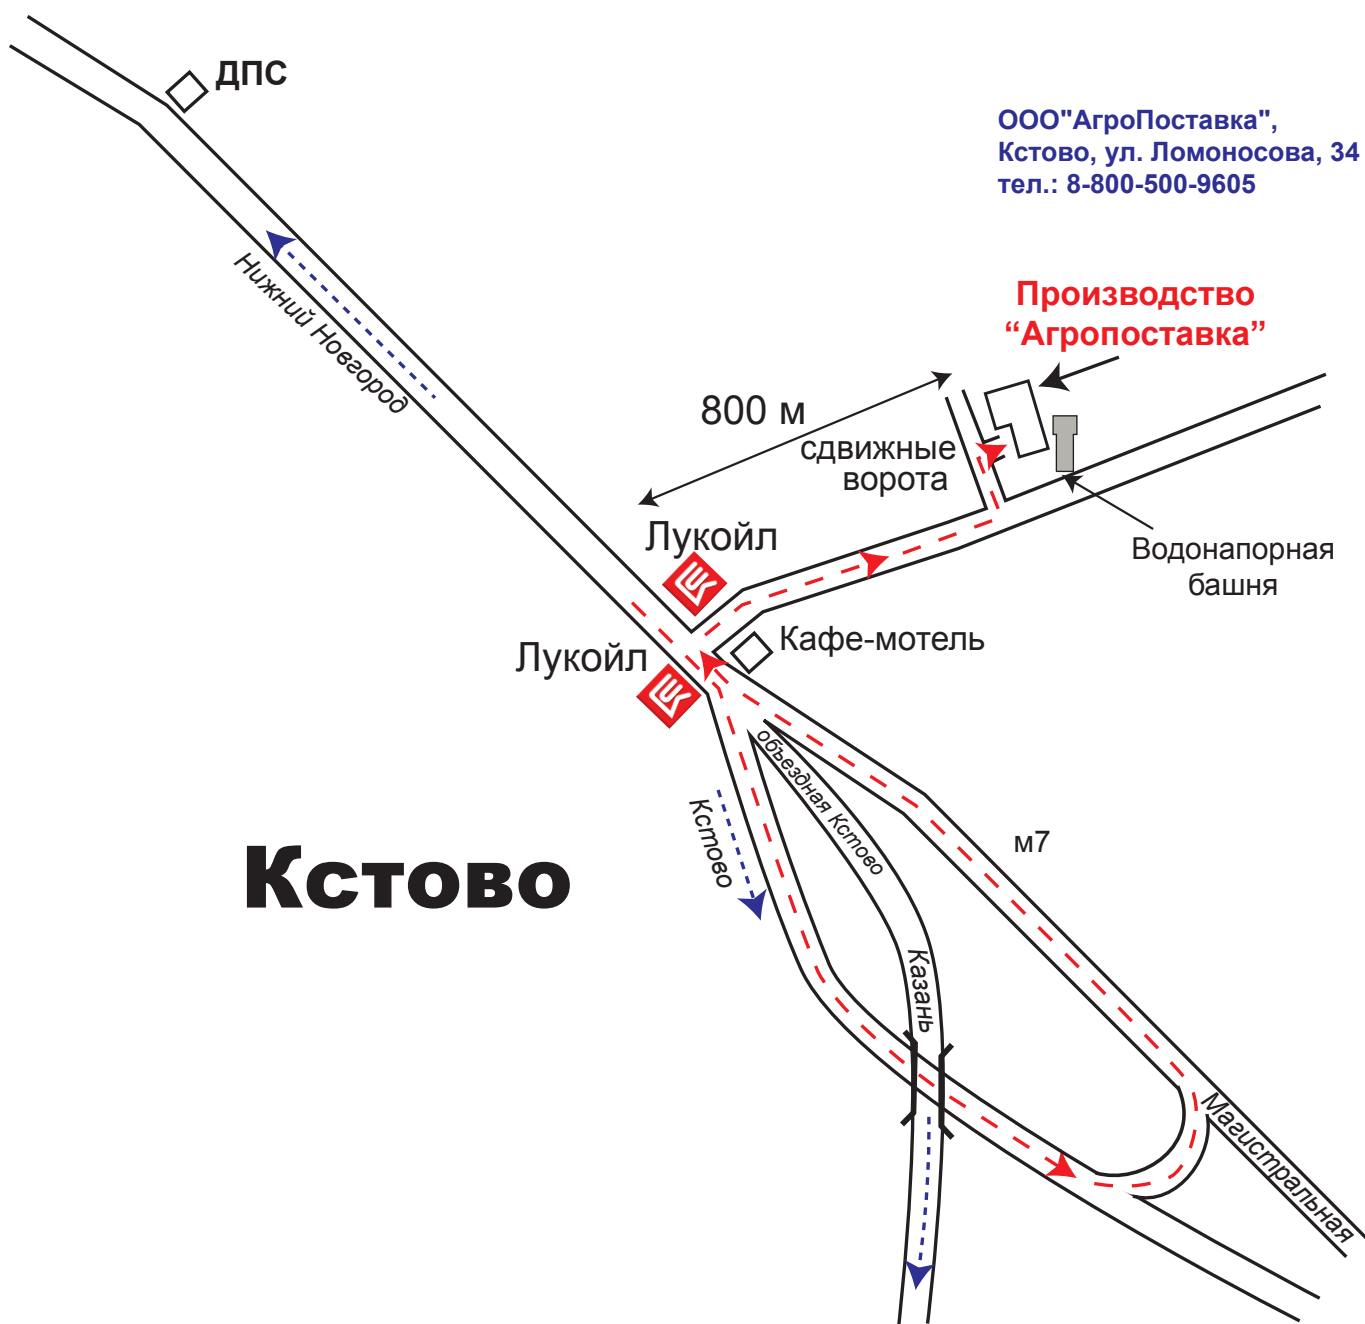 ДПС
ООО"АгроПоставка",
Кстово, ул. Ломоносова, 34
тел.: 8-800-500-9605
Нижний Новгород
Производство
“Агропоставка”
800 м
сдвижные
ворота
Лукойл
Водонапорная
башня
Кафе-мотель
Лукойл
объездная Кстово
Кстово
м7
Кстово
Казань
Магистральная